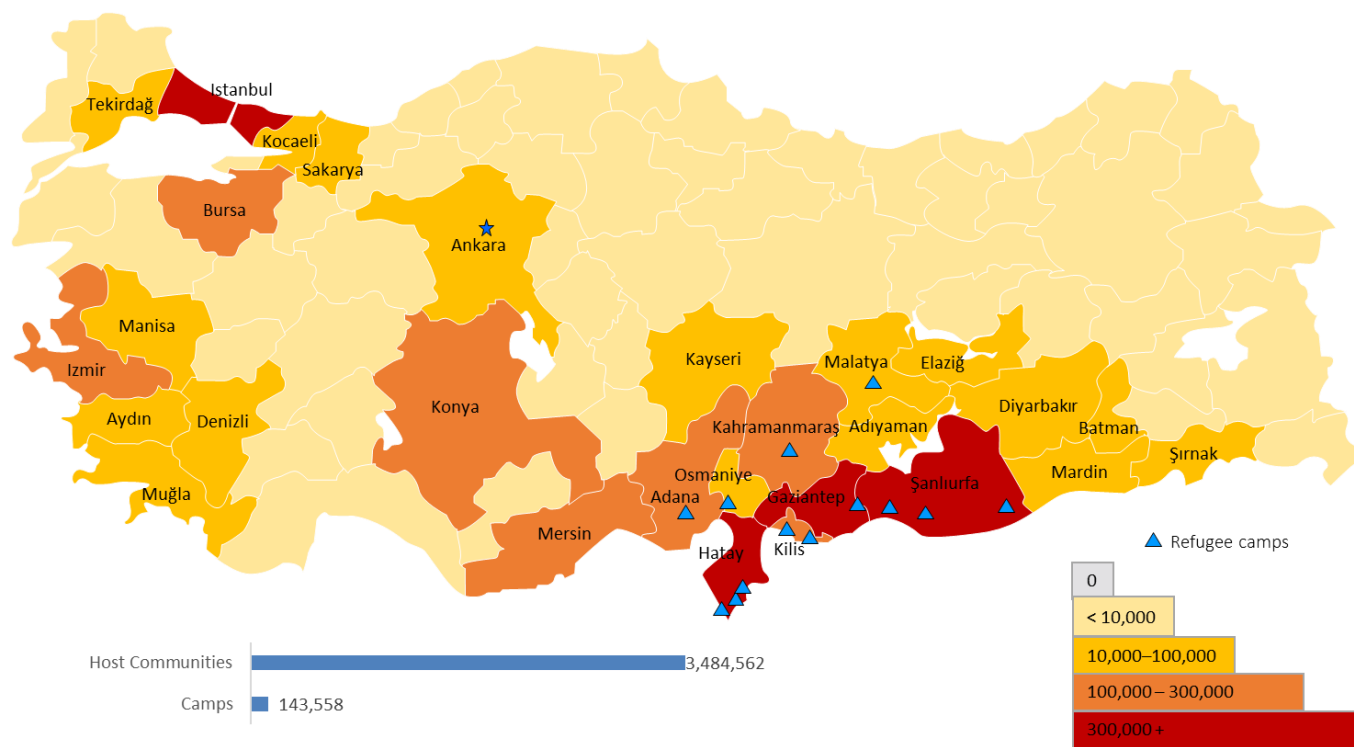 Istanbul
Tekirdağ
Kocaeli
Sakarya
Bursa
Ankara
Manisa
Kayseri
Malatya
Elaziğ
Izmir
Konya
Diyarbakır
Aydın
Denizli
Kahramanmaraş
Adıyaman
Batman
Şırnak
Osmaniye
Mardin
Muğla
Adana
Gaziantep
Şanlıurfa
Mersin
Hatay
Kilis
Refugee camps
0
< 10,000
10,000–100,000
100,000 – 300,000
300,000 +
Host Communities 3,484,562
Camps 143,558